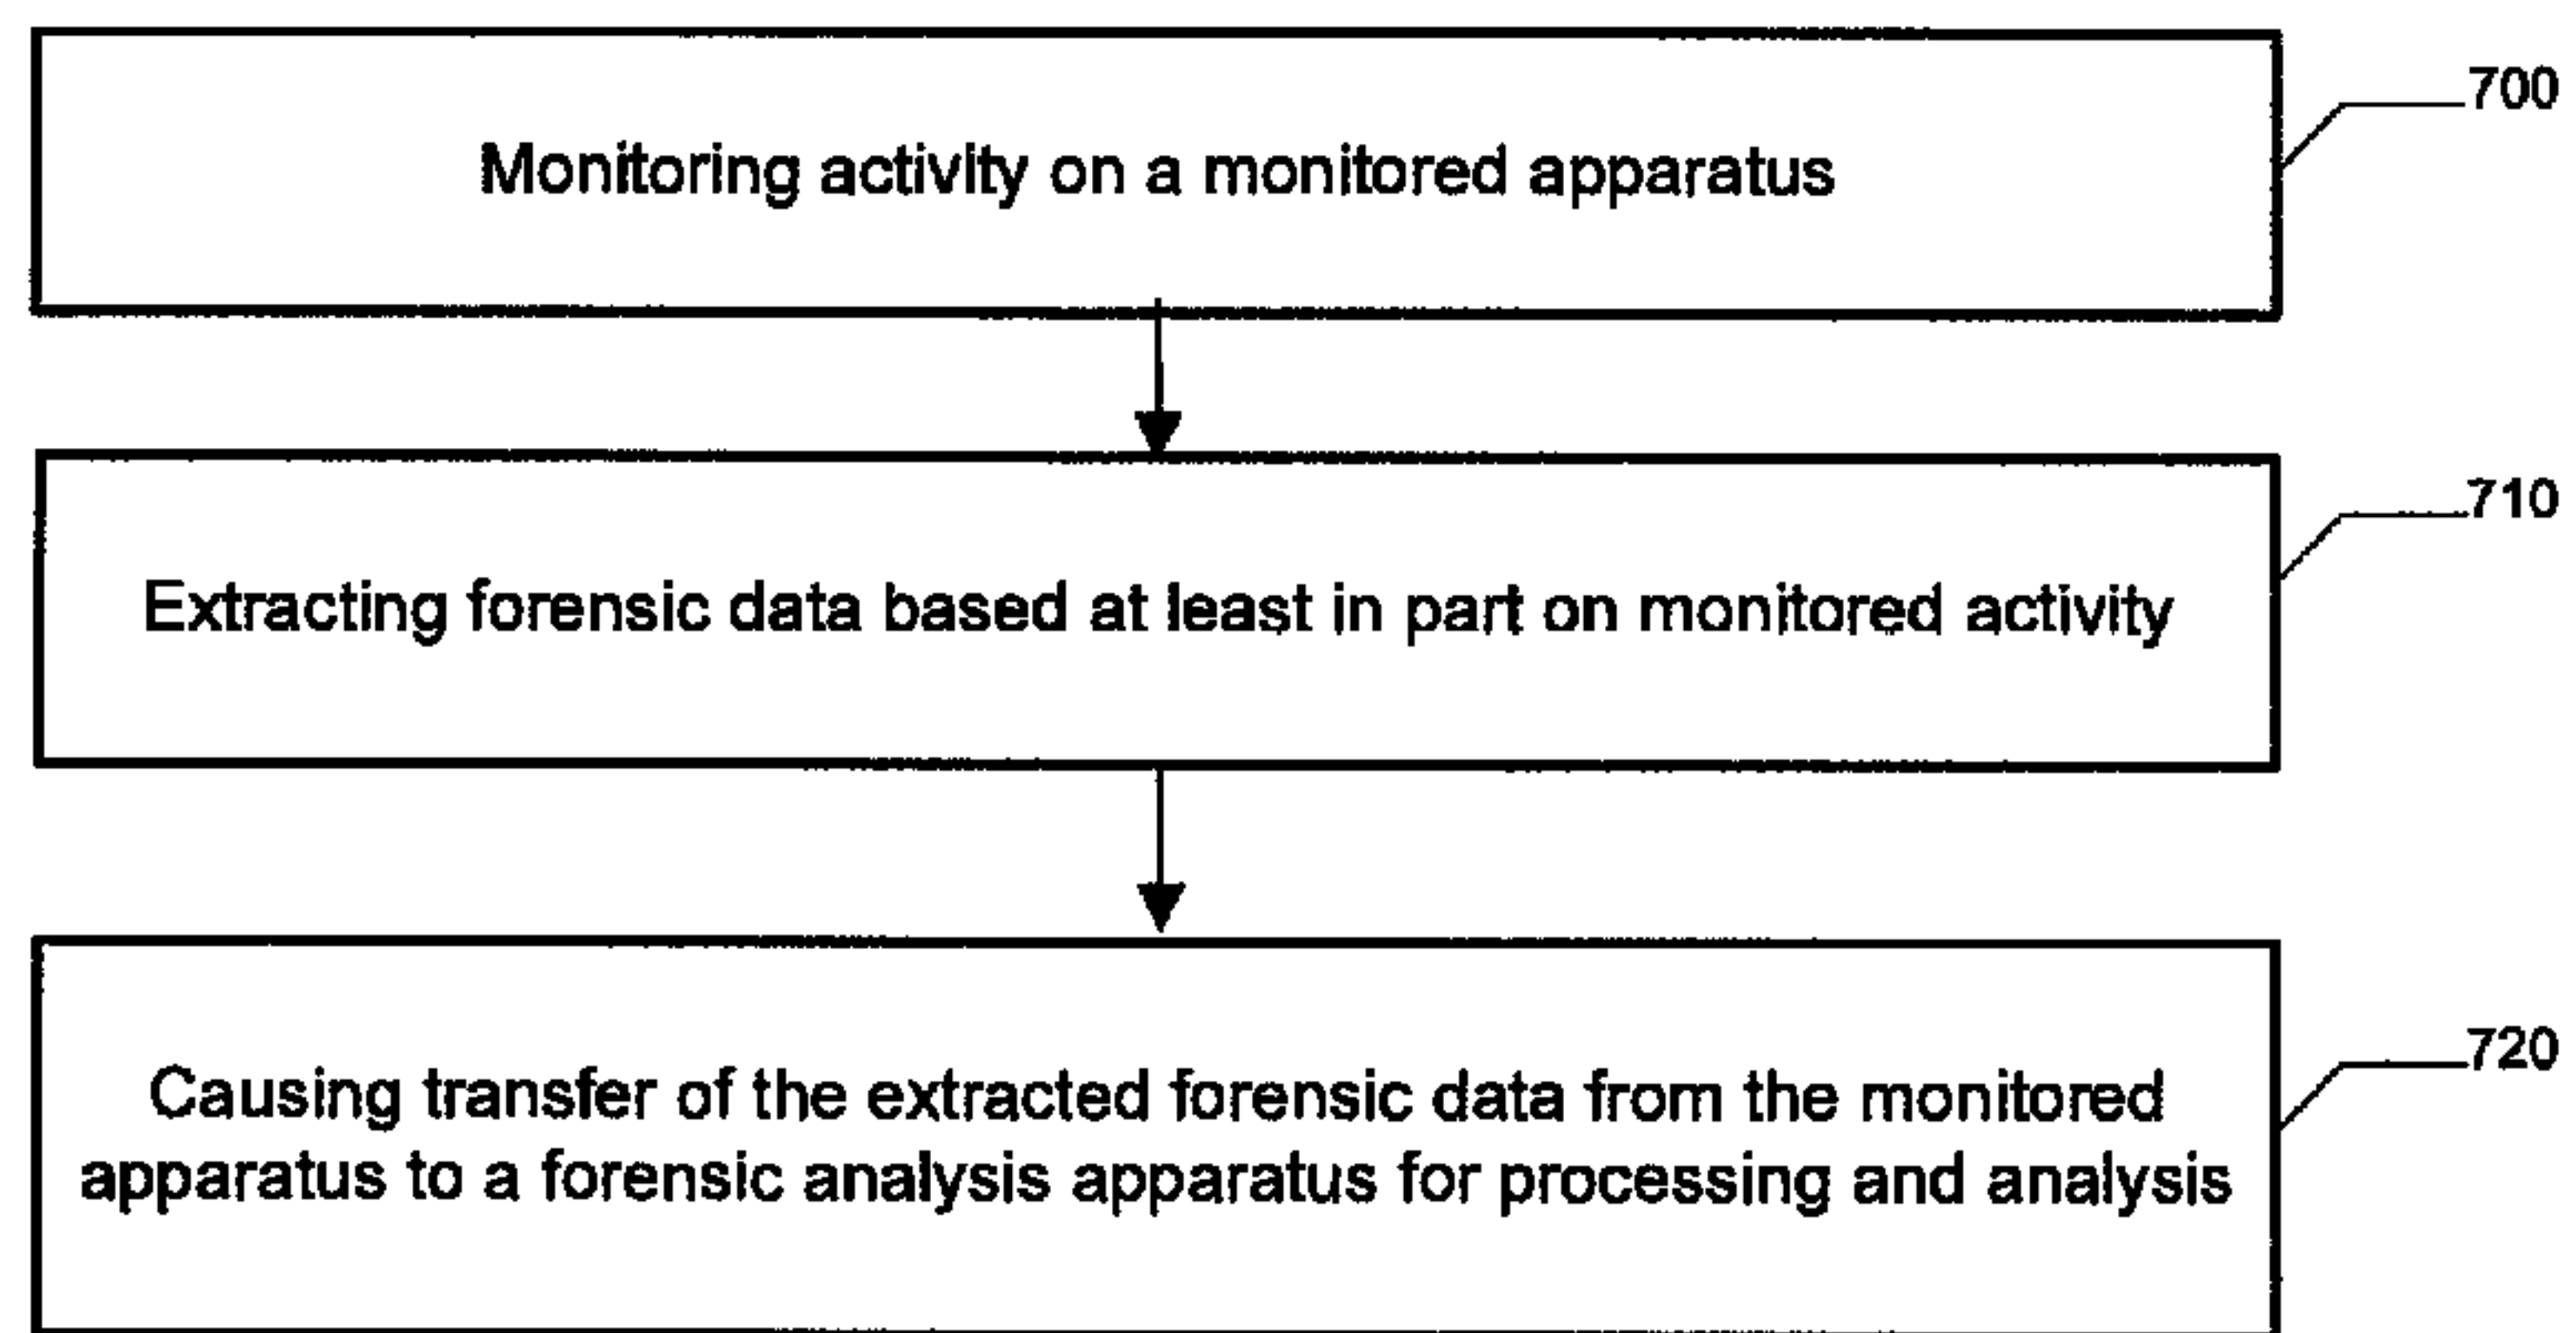 Monitoring activity on a monitored apparatus
700
Extracting forensic data based at least in part on monitored activity
710
Causing transfer of the extracted forensic data from the monitored
apparatus to a forensic analysis apparatus for processing and analysis
720